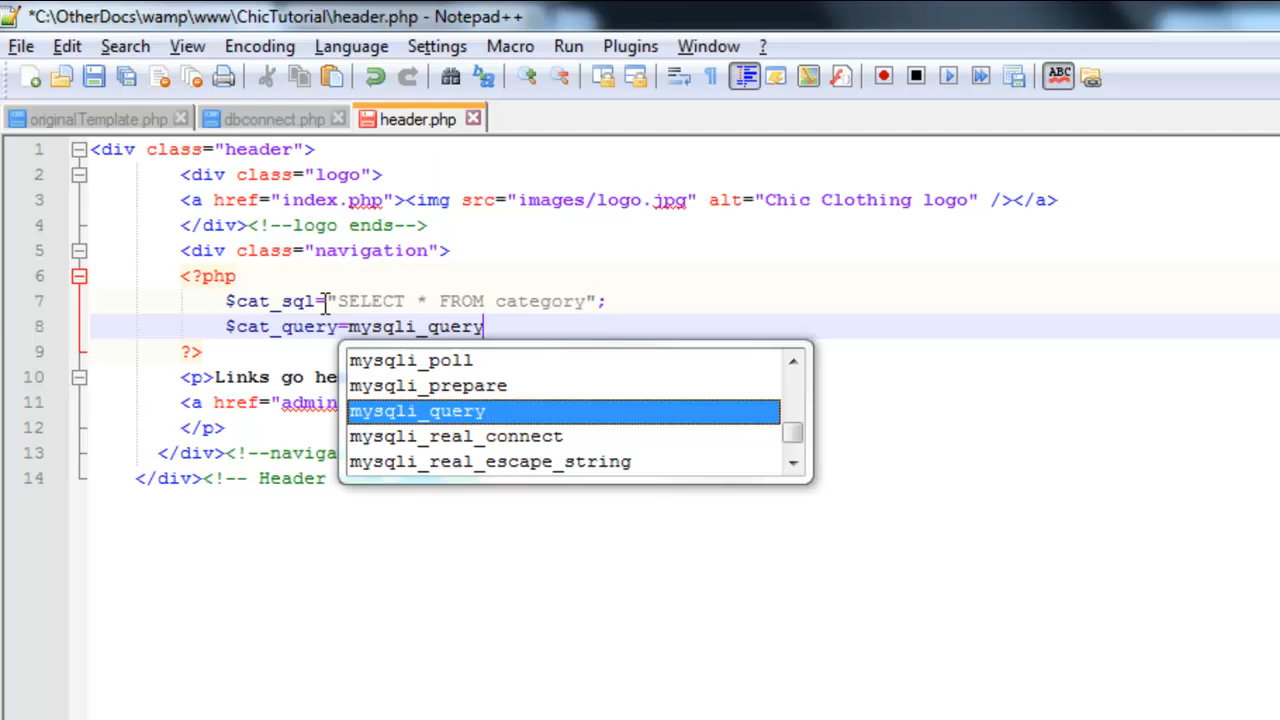 *C:\OtherDocs\wamp\www\ChicTutorial\header.php - Notepad++
File Edit Search View Encoding Language Settings Macro Run Plugins Window ?
ABC
originalTemplate.php dbconnect.php header.php
1 <div class="header">
2 <div class="logo">
3 <a href="index.php"><img src="images/logo.jpg" alt="Chic Clothing logo" /></a>
4 </div><!--logo ends-->
5 <div class="navigation">
6 <?php
7 $cat_sql="SELECT * FROM category";
8 $cat_query=mysqli_query
9 ?>
10 <p>Links go he
11 <a href="admin
12 </p>
13 </div><!--naviga
14 </div><!-- Header
mysqli_poll
mysqli_prepare
mysqli_query
mysqli_real_connect
mysqli_real_escape_string